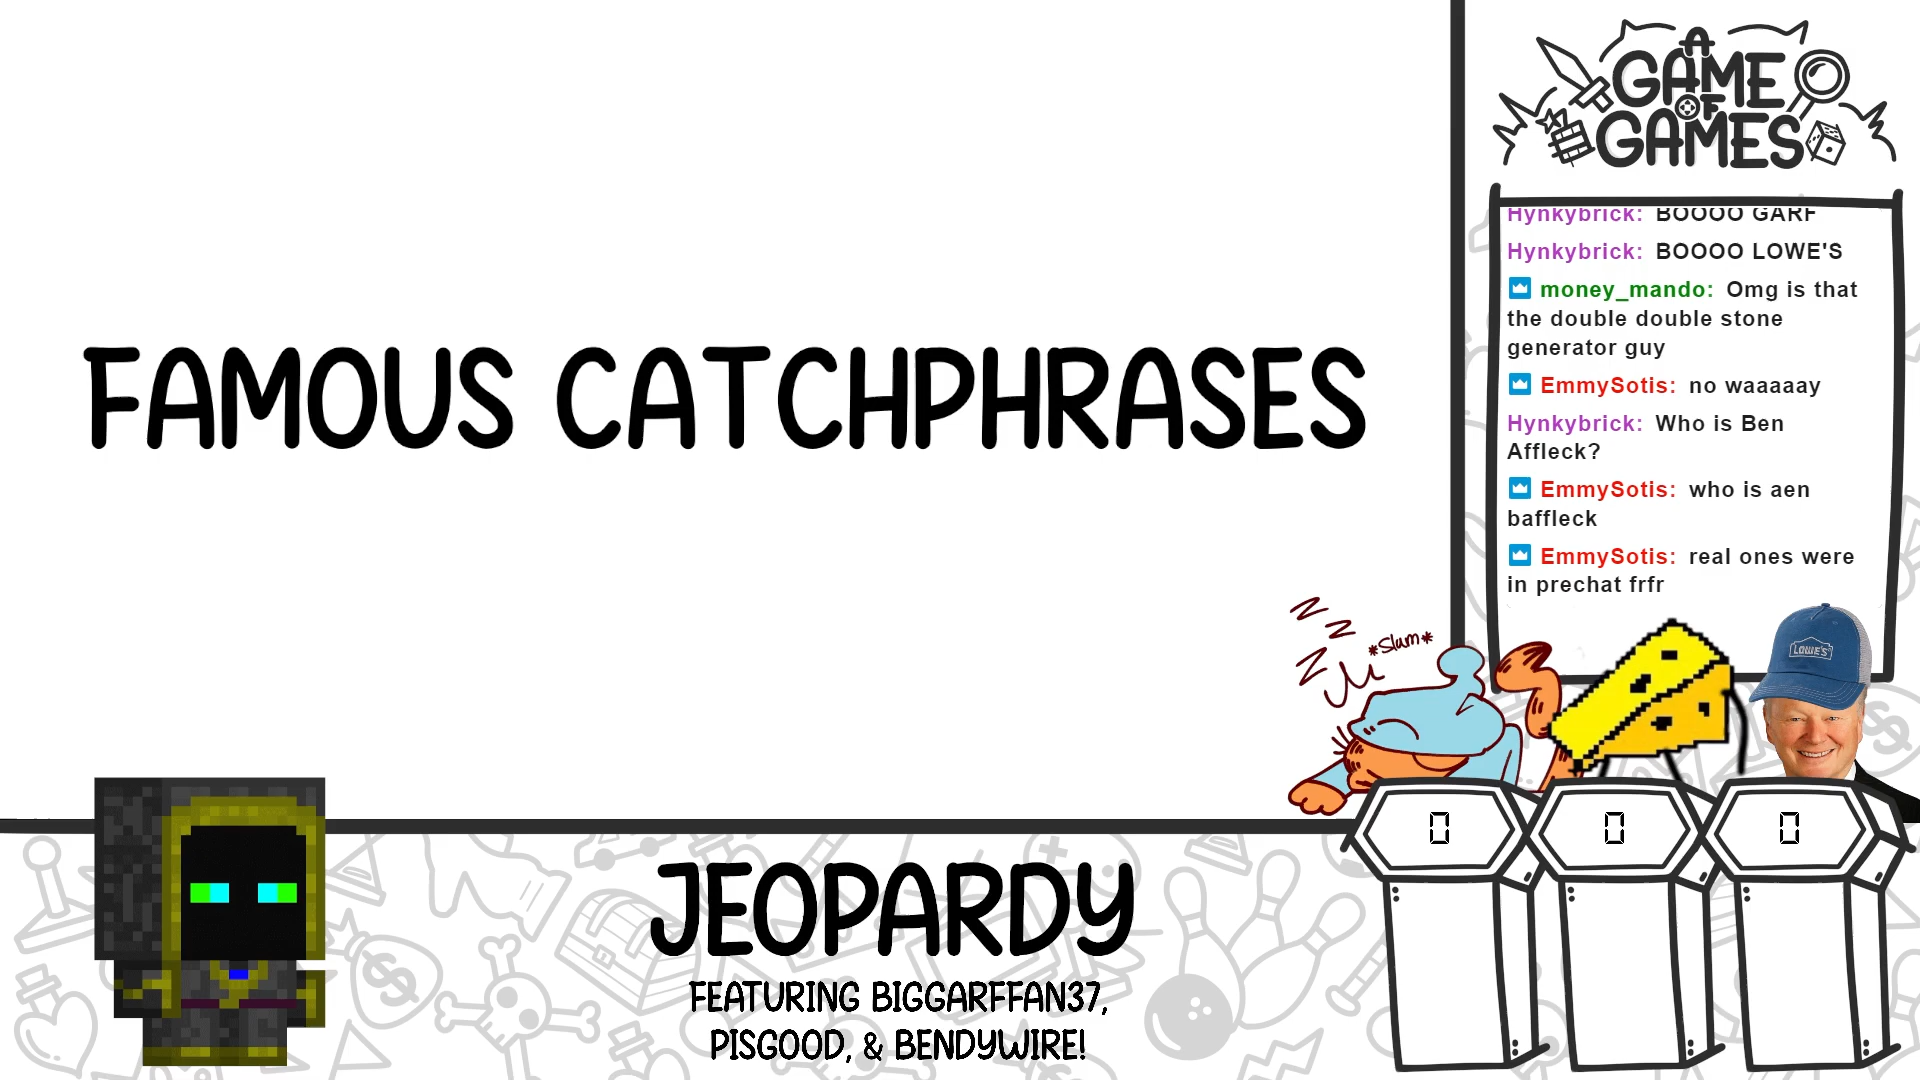 FAMOUS CATCHPHRASES
A
GAME
OF
GAMES
Hynkybrick: BOOOO GARF
Hynkybrick: BOOOO LOWE'S
money_mando: Omg is that
the double double stone
generator guy
EmmySotis: no waaaaay
Hynkybrick: Who is Ben
Affleck?
EmmySotis: who is aen
baffleck
EmmySotis: real ones were
in prechat frfr
Z
Z
Z
*Slum*
LOWE'S
0
0
0
JEOPARDY
FEATURING BIGGARFFAN37,
PISGOOD, & BENDYWIRE!